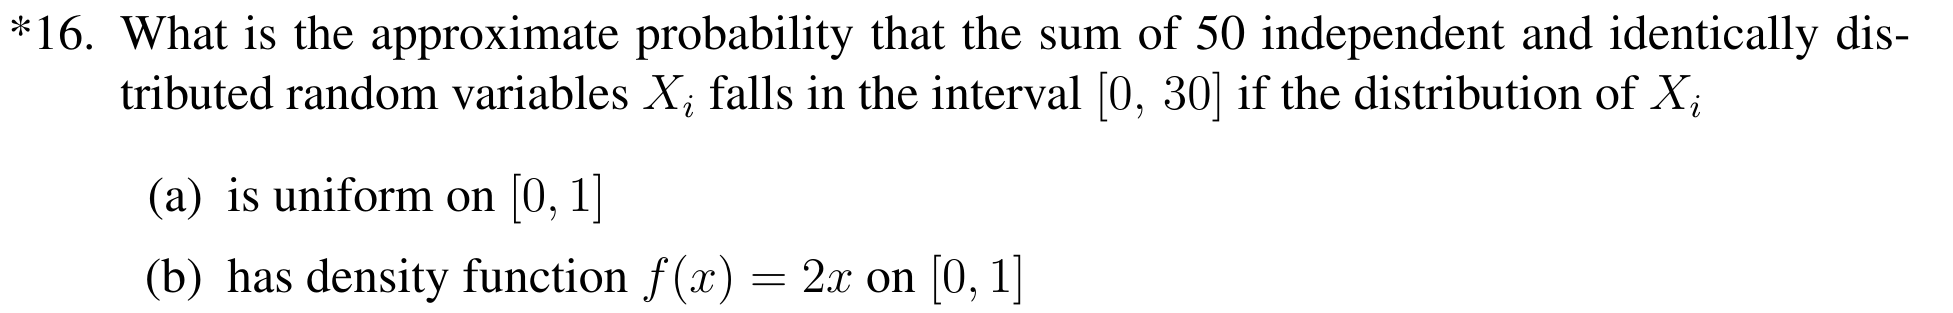 *16. What is the approximate probability that the sum of 50 independent and identically dis-
tributed random variables X_i falls in the interval [0, 30] if the distribution of X_i
(a) is uniform on [0, 1]
(b) has density function f(x) = 2x on [0, 1]